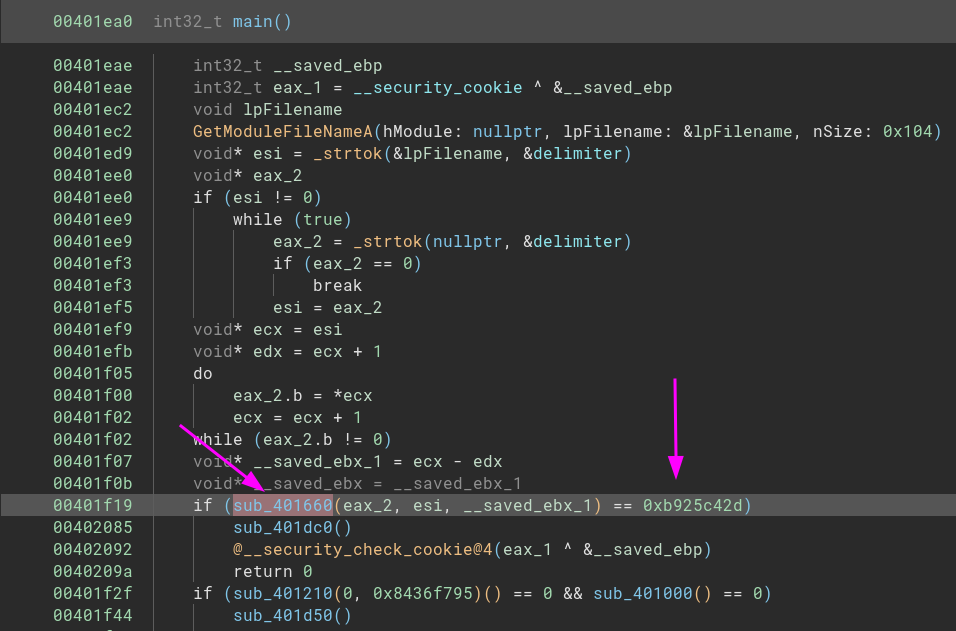 00401ea0 int32_t main()
00401eae int32_t __saved_ebp
00401eae int32_t eax_1 = __security_cookie ^ &__saved_ebp
00401ec2 void lpFilename
00401ec2 GetModuleFileNameA(hModule: nullptr, lpFilename: &lpFilename, nSize: 0x104)
00401ed9 void* esi = _strtok(&lpFilename, &delimiter)
00401ee0 void* eax_2
00401ee0 if (esi != 0)
00401ee9 while (true)
00401ee9 eax_2 = _strtok(nullptr, &delimiter)
00401ef3 if (eax_2 == 0)
00401ef3 break
00401ef5 esi = eax_2
00401ef9 void* ecx = esi
00401efb void* edx = ecx + 1
00401f05 do
00401f00 eax_2.b = *ecx
00401f02 ecx = ecx + 1
00401f02 while (eax_2.b != 0)
00401f07 void* __saved_ebx_1 = ecx - edx
00401f0b void* __saved_ebx = __saved_ebx_1
00401f19 if (sub_401660(eax_2, esi, __saved_ebx_1) == 0xb925c42d)
00402085 sub_401dc0()
00402092 @__security_check_cookie@4(eax_1 ^ &__saved_ebp)
0040209a return 0
00401f2f if (sub_401210(0, 0x8436f795)() == 0 && sub_401000() == 0)
00401f44 sub_401d50()